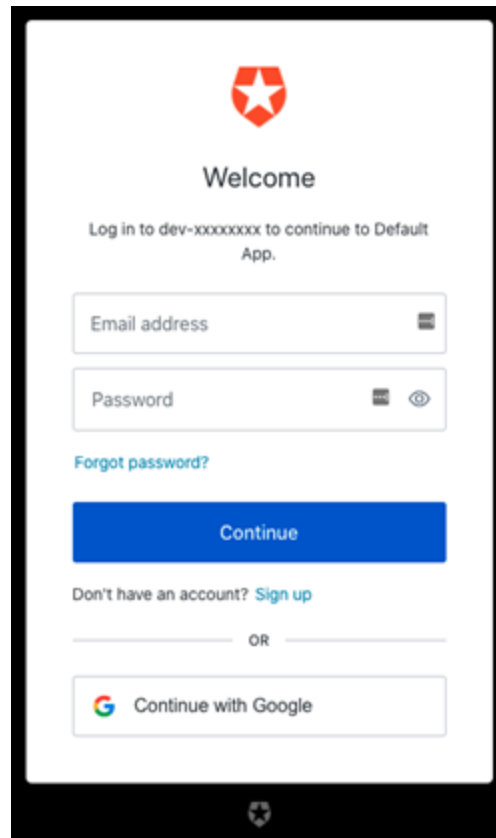 Welcome
Log in to dev-xxxxxxxx to continue to Default
App.
Email address
Password
Forgot password?
Continue
Don't have an account? Sign up
OR
Continue with Google